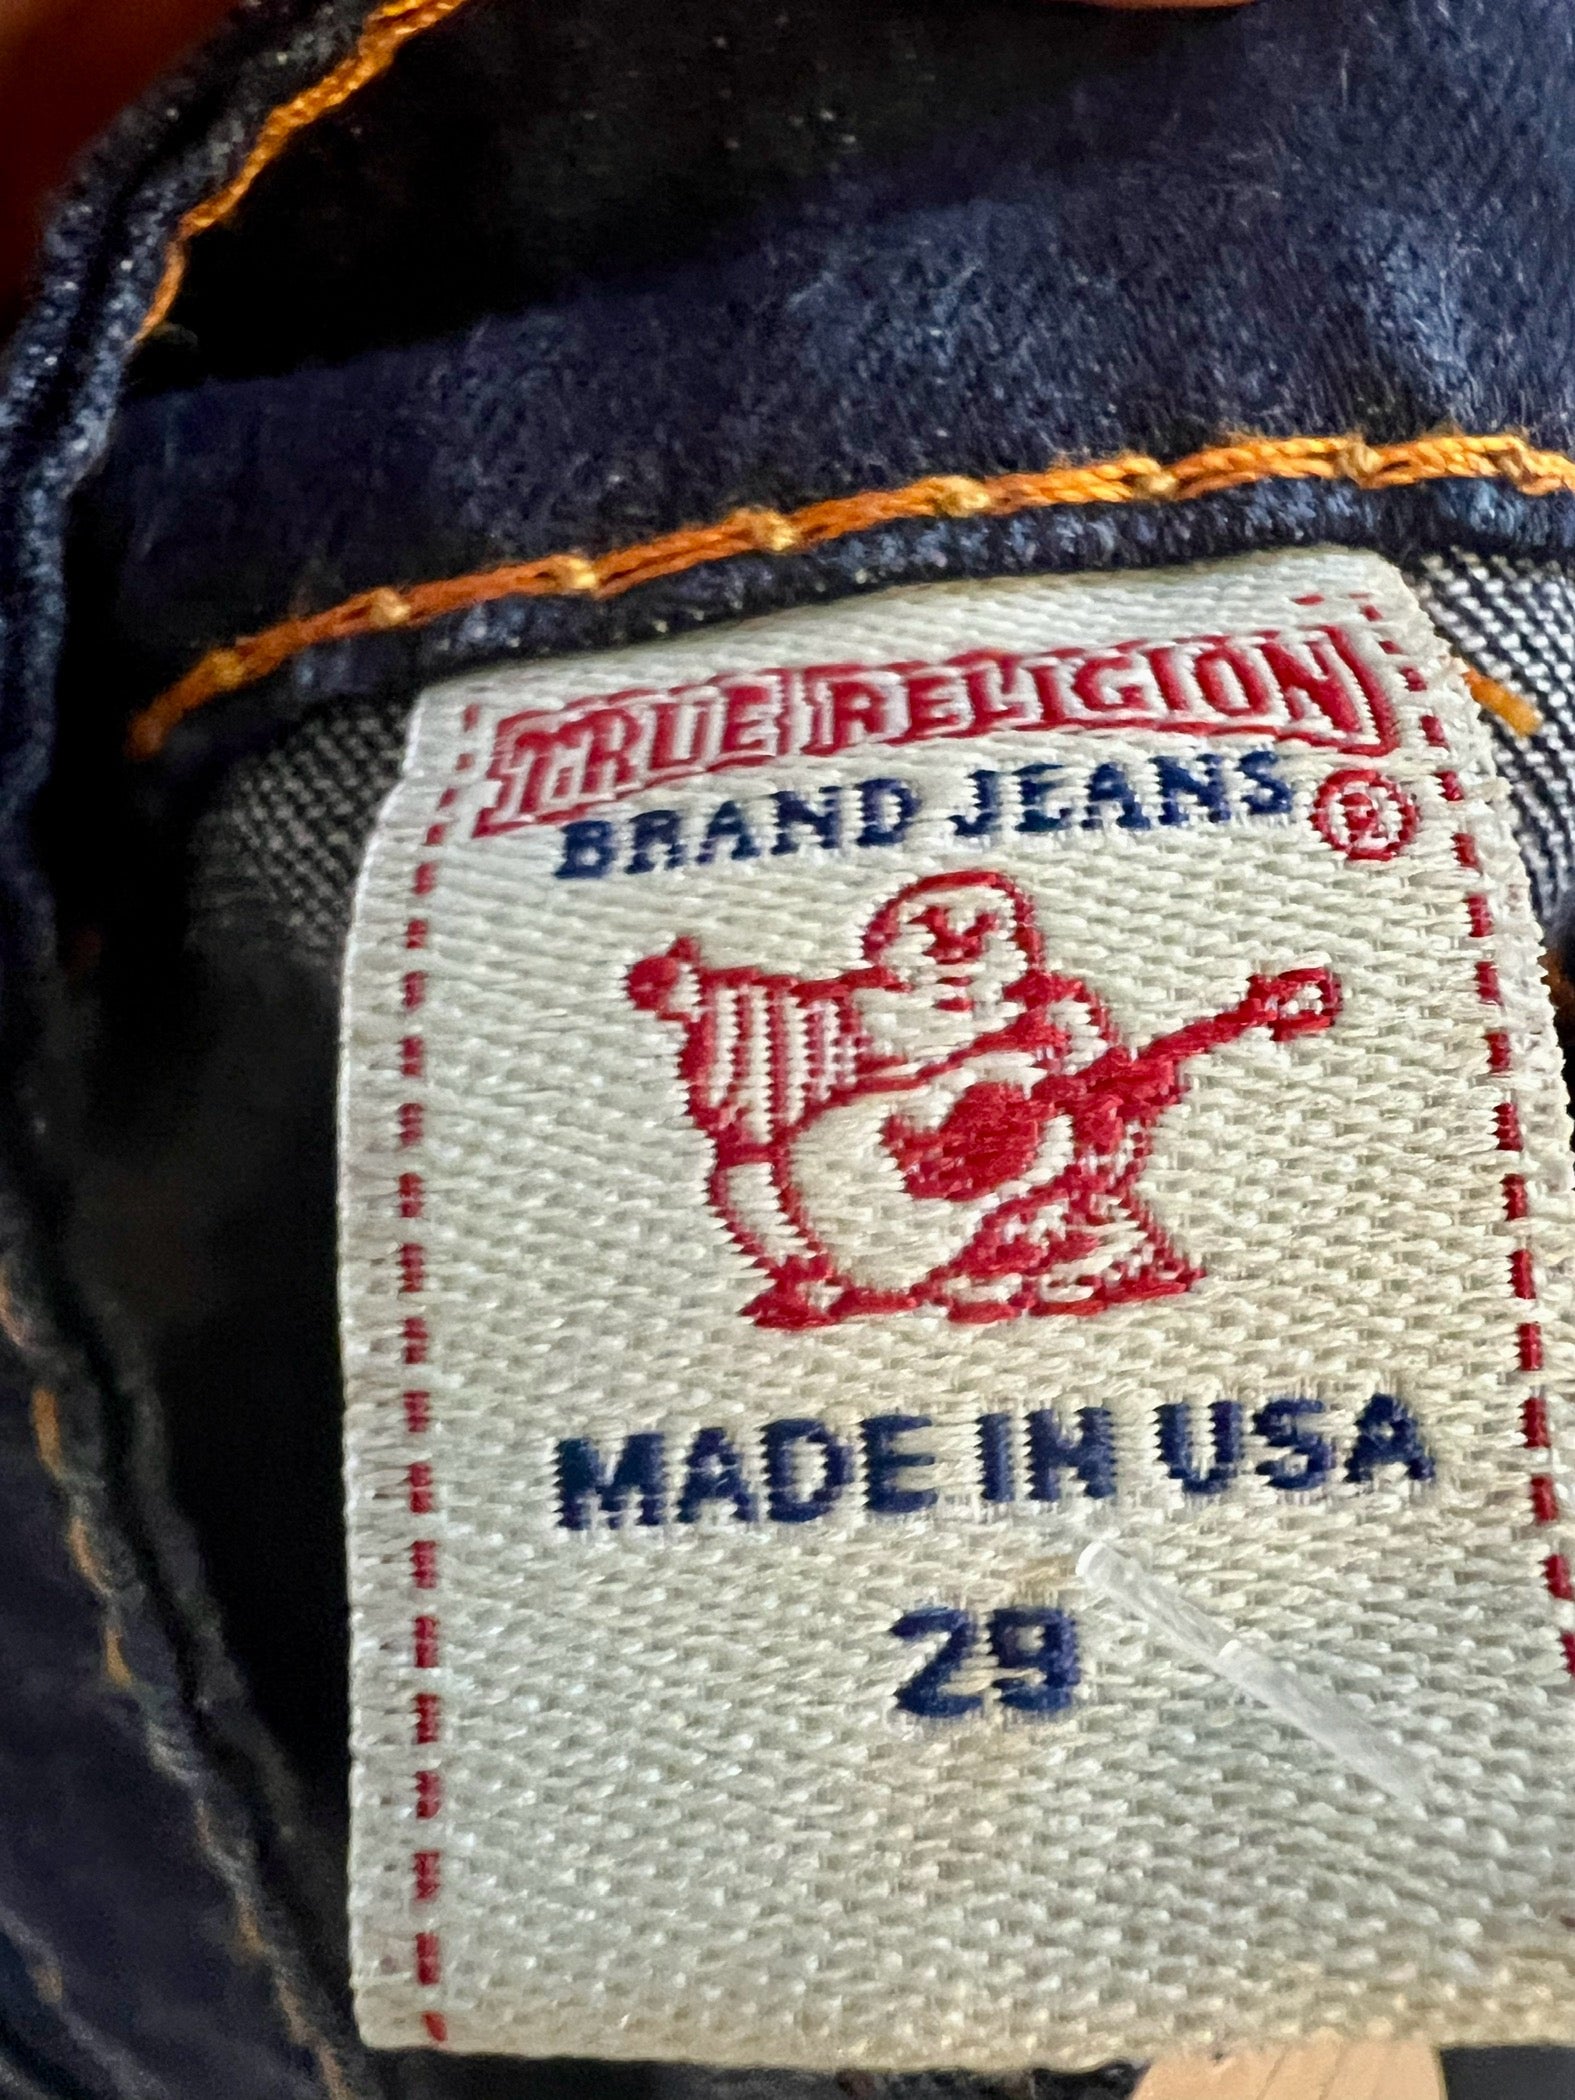 TRUE RELIGION
BRAND JEANS ®
MADE IN USA
29